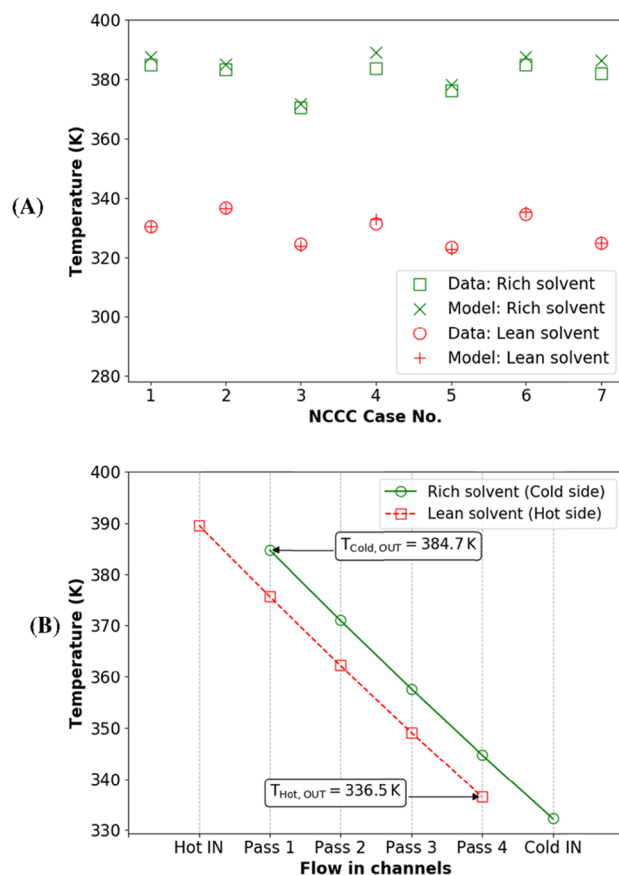 (A)
Temperature (K)
400
380
360
340
320
300
280
Data: Rich solvent
Model: Rich solvent
Data: Lean solvent
Model: Lean solvent
1 2 3 4 5 6 7
NCCC Case No.
(B)
Temperature (K)
400
390
380
370
360
350
340
330
Rich solvent (Cold side)
Lean solvent (Hot side)
T_Cold, OUT = 384.7 K
T_Hot, OUT = 336.5 K
Hot IN Pass 1 Pass 2 Pass 3 Pass 4 Cold IN
Flow in channels